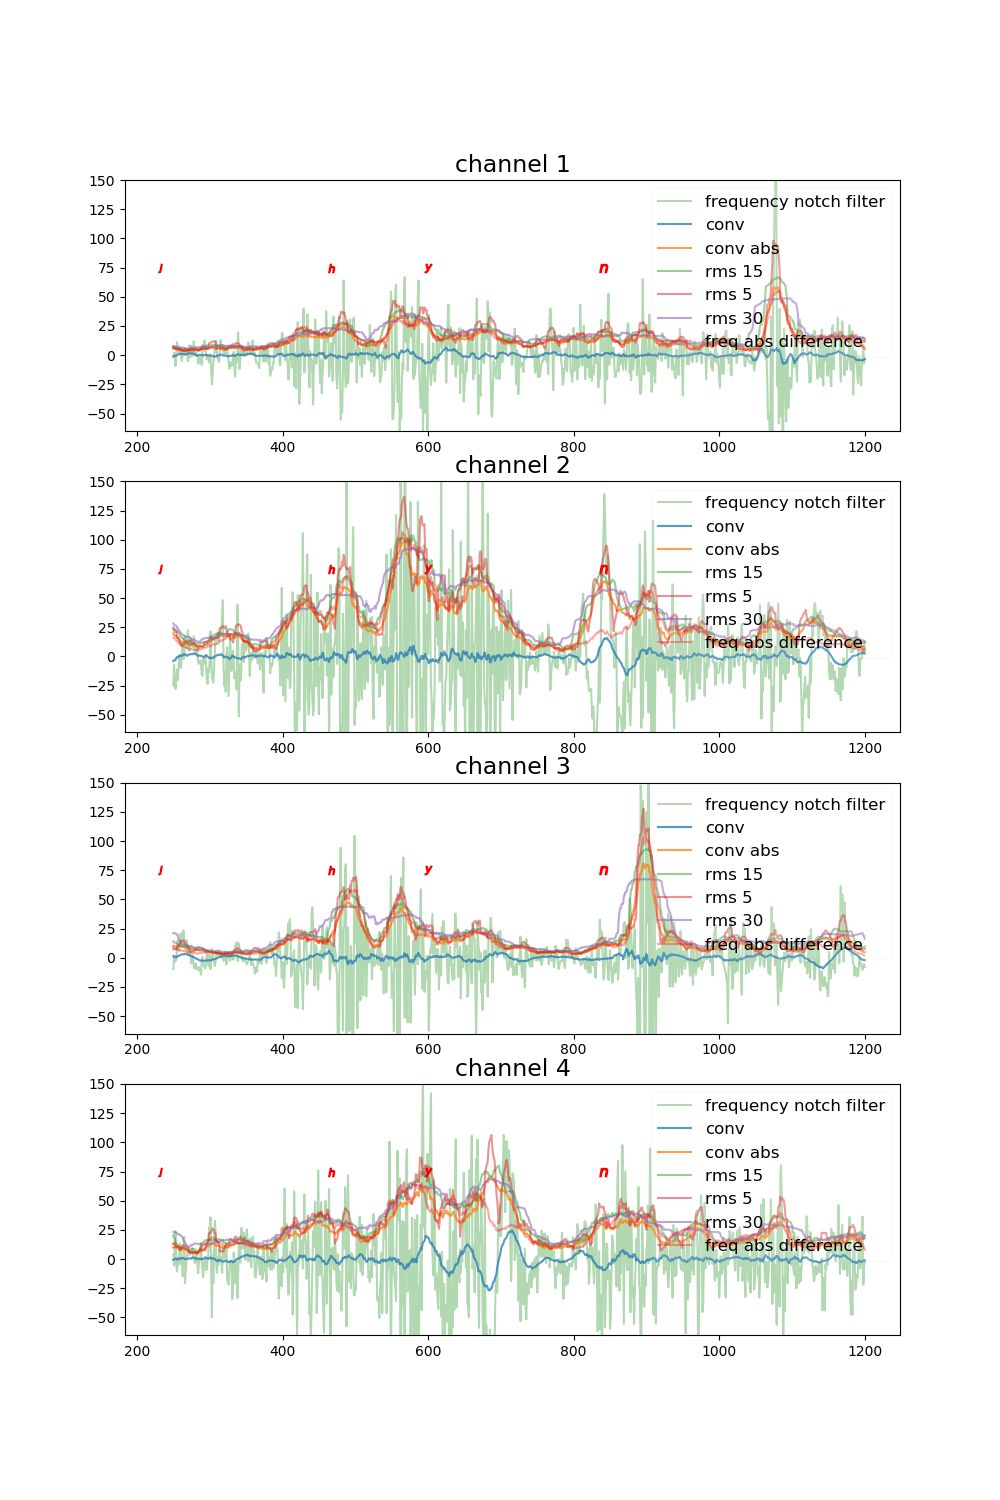 channel 1
150
125
100
75
50
25
0
−25
−50
J h y n
frequency notch filter
conv
conv abs
rms 15
rms 5
rms 30
freq abs difference
200 400 600 800 1000 1200
channel 2
150
125
100
75
50
25
0
−25
−50
J h y n
frequency notch filter
conv
conv abs
rms 15
rms 5
rms 30
freq abs difference
200 400 600 800 1000 1200
channel 3
150
125
100
75
50
25
0
−25
−50
J h y n
frequency notch filter
conv
conv abs
rms 15
rms 5
rms 30
freq abs difference
200 400 600 800 1000 1200
channel 4
150
125
100
75
50
25
0
−25
−50
J h y n
frequency notch filter
conv
conv abs
rms 15
rms 5
rms 30
freq abs difference
200 400 600 800 1000 1200